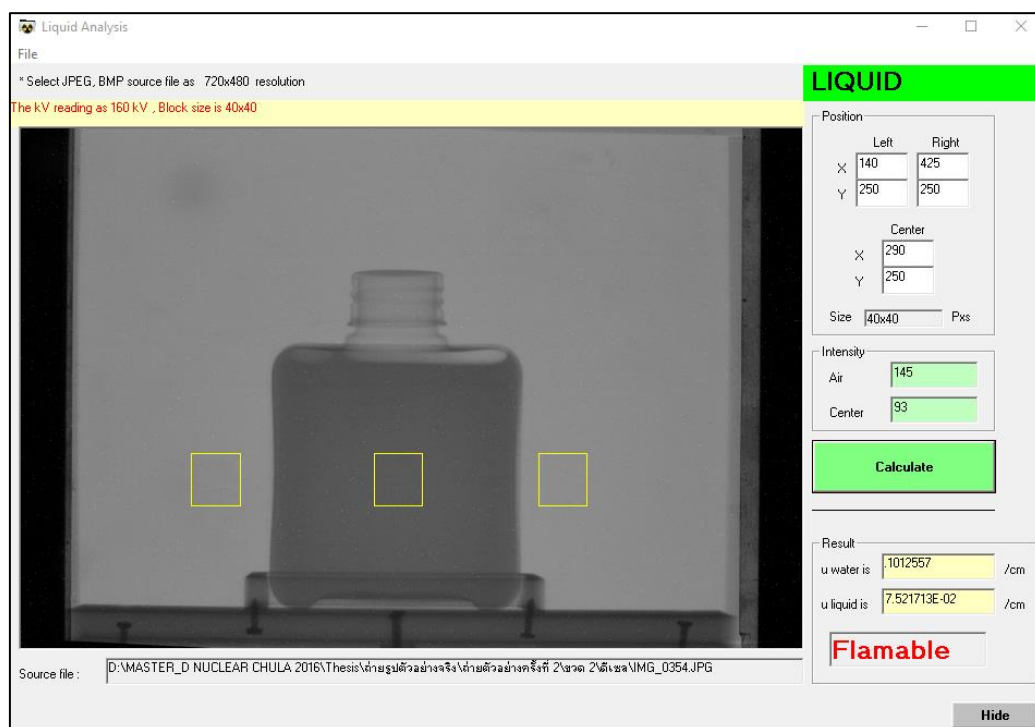 Liquid Analysis
File
* Select JPEG, BMP source file as 720x480 resolution
The kV reading as 160 kV , Block size is 40x40
LIQUID
Position
Left Right
X 140 425
Y 250 250
Center
X 290
Y 250
Size 40x40 Pxs
Intensity
Air 145
Center 93
Calculate
Result
u water is .1012557 /cm
u liquid is 7.521713E-02 /cm
Flamable
Source file : D:\MASTER_D NUCLEAR CHULA 2016\Thesis\ถ่ายรูปตัวอย่างจริง\ถ่ายตัวอย่างครั้งที่ 2\ขวด 2\ดีเซล\IMG_0354.JPG
Hide